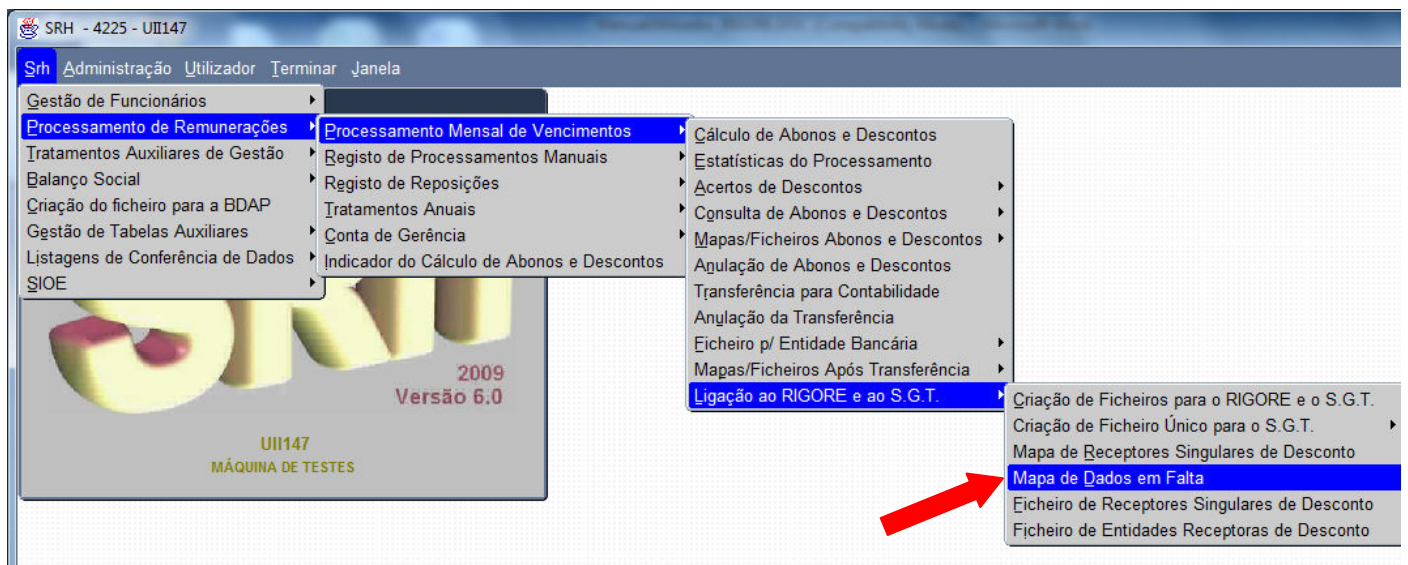 SRH - 4225 - UII147
Srh Administração Utilizador Terminar Janela
Gestão de Funcionários
Processamento de Remunerações
Tratamentos Auxiliares de Gestão
Balanço Social
Criação do ficheiro para a BDAP
Gestão de Tabelas Auxiliares
Listagens de Conferência de Dados
SIOE
Processamento Mensal de Vencimentos
Registo de Processamentos Manuais
Registo de Reposições
Tratamentos Anuais
Conta de Gerência
Indicador do Cálculo de Abonos e Descontos
Cálculo de Abonos e Descontos
Estatísticas do Processamento
Acertos de Descontos
Consulta de Abonos e Descontos
Mapas/Ficheiros Abonos e Descontos
Anulação de Abonos e Descontos
Transferência para Contabilidade
Anulação da Transferência
Ficheiro p/ Entidade Bancária
Mapas/Ficheiros Após Transferência
Ligação ao RIGORE e ao S.G.T.
Criação de Ficheiros para o RIGORE e o S.G.T.
Criação de Ficheiro Único para o S.G.T.
Mapa de Receptores Singulares de Desconto
Mapa de Dados em Falta
Ficheiro de Receptores Singulares de Desconto
Ficheiro de Entidades Receptoras de Desconto
SRH
2009
Versão 6.0
UII147
MÁQUINA DE TESTES